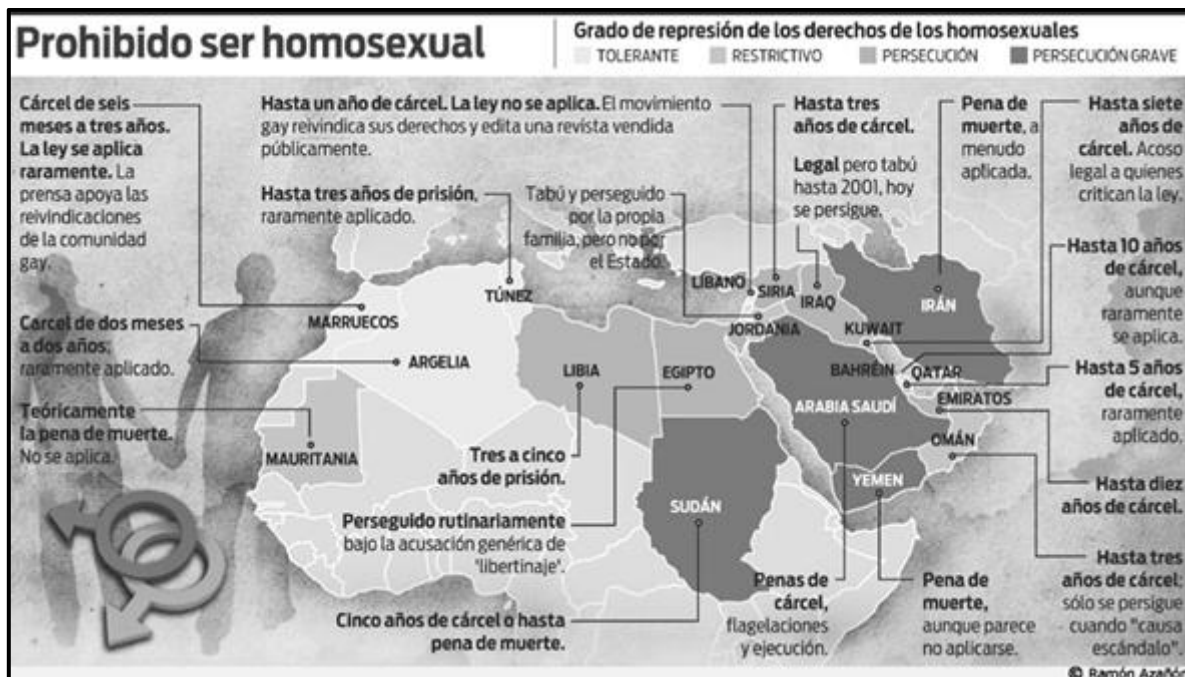 Prohibido ser homosexual
Grado de represión de los derechos de los homosexuales
TOLERANTE RESTRICTIVO PERSECUCIÓN PERSECUCIÓN GRAVE
Cárcel de seis
meses a tres años.
La ley se aplica
raramente. La
prensa apoya las
reivindicaciones
de la comunidad
gay.
Hasta un año de cárcel. La ley no se aplica. El movimiento
gay reivindica sus derechos y edita una revista vendida
públicamente.
Hasta tres años de prisión,
raramente aplicado.
Tabú y perseguido
por la propia
familia, pero no por
el Estado.
Hasta tres
años de cárcel.
Legal pero tabú
hasta 2001, hoy
se persigue.
Pena de
muerte, a
menudo
aplicada.
Hasta siete
años de
cárcel. Acoso
legal a quienes
critican la ley.
Hasta 10 años
de cárcel,
aunque
raramente
se aplica.
Hasta 5 años
de cárcel,
raramente
aplicado.
Hasta diez
años de cárcel.
Hasta tres
años de cárcel;
sólo se persigue
cuando "causa
escándalo".
Carcel de dos meses
a dos años;
raramente aplicado.
Teóricamente
la pena de muerte.
No se aplica.
Tres a cinco
años de prisión.
Perseguido rutinariamente
bajo la acusación genérica de
'libertinaje'.
Cinco años de cárcel o hasta
pena de muerte.
Penas de
cárcel,
flagelaciones
y ejecución.
Pena de
muerte,
aunque parece
no aplicarse.
MARRUECOS
TÚNEZ
ARGELIA
LIBIA
EGIPTO
MAURITANIA
SUDÁN
LÍBANO
SIRIA
IRAQ
JORDANIA
KUWAIT
IRÁN
BAHRÉIN
QATAR
EMIRATOS
ARABIA SAUDÍ
OMÁN
YEMEN
© Ramón Azañón